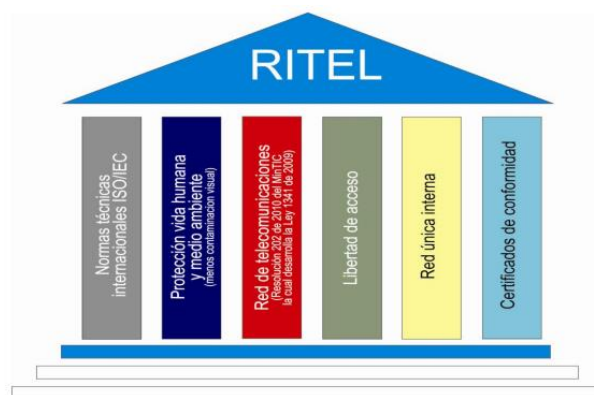 RITEL
Normas técnicas
internacionales ISO/IEC
Protección vida humana
y medio ambiente
(menos contaminacion visual)
Red de telecomunicaciones
(Resolución 202 de 2010 del MinTIC
la cual desarrolla la Ley 1341 de 2009)
Libertad de acceso
Red única interna
Certificados de conformidad